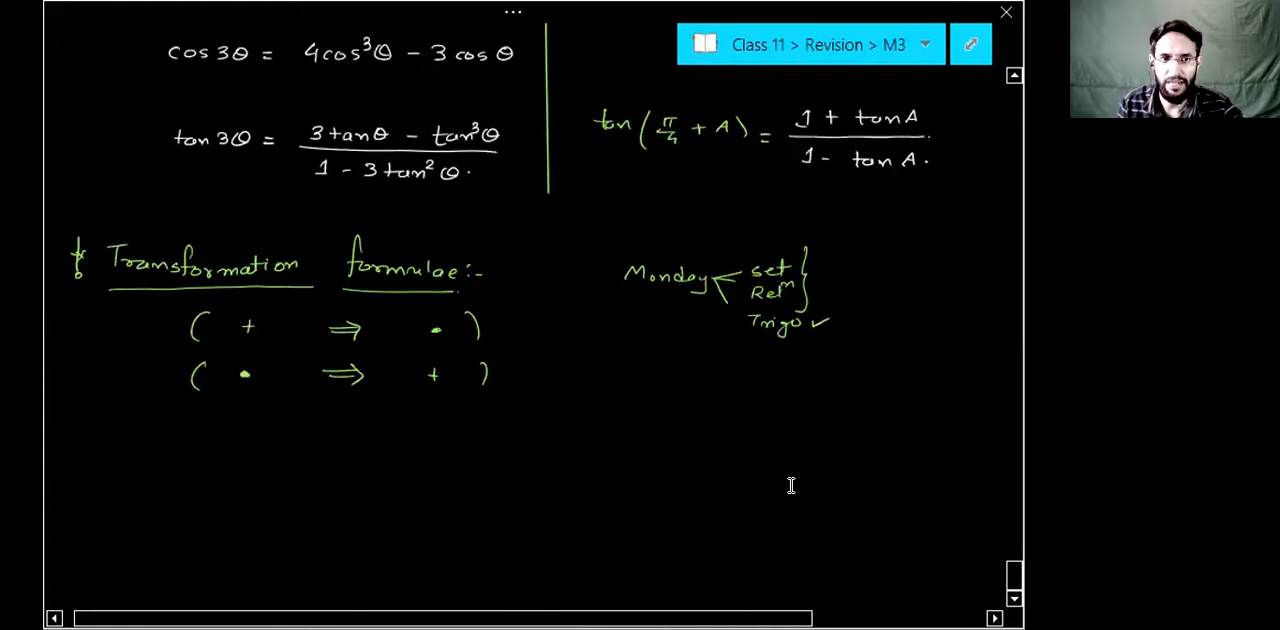 cos 3θ = 4cos³θ − 3 cos θ
Class 11 > Revision > M3
tan 3θ = (3tanθ − tan³θ) / (1 − 3tan²θ).
tan(π/4 + A) = (1 + tanA) / (1 − tan A).
Transformation formulae:-
( + ⇒ • )
( • ⇒ + )
Monday < set
Relⁿ }
Trigo ✓